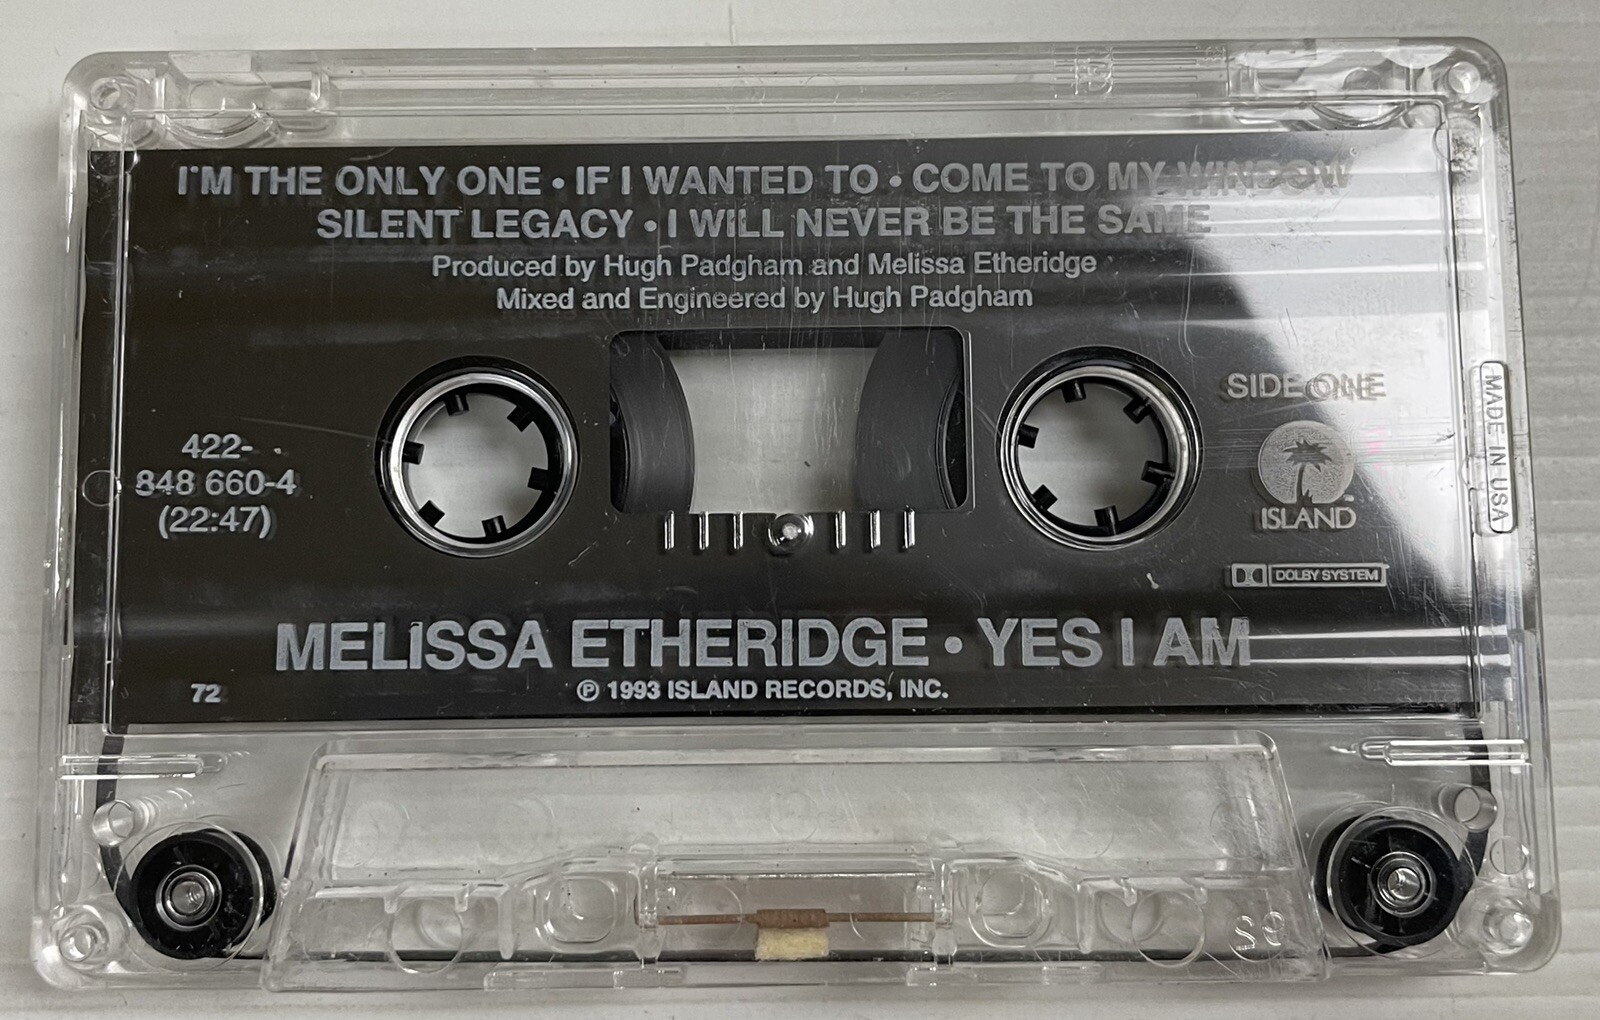 I'M THE ONLY ONE • IF I WANTED TO • COME TO MY WINDOW
SILENT LEGACY • I WILL NEVER BE THE SAME
Produced by Hugh Padgham and Melissa Etheridge
Mixed and Engineered by Hugh Padgham
SIDE ONE
422-
848 660-4
(22:47)
ISLAND
DOLBY SYSTEM
MADE IN USA
MELISSA ETHERIDGE • YES I AM
72
℗ 1993 ISLAND RECORDS, INC.